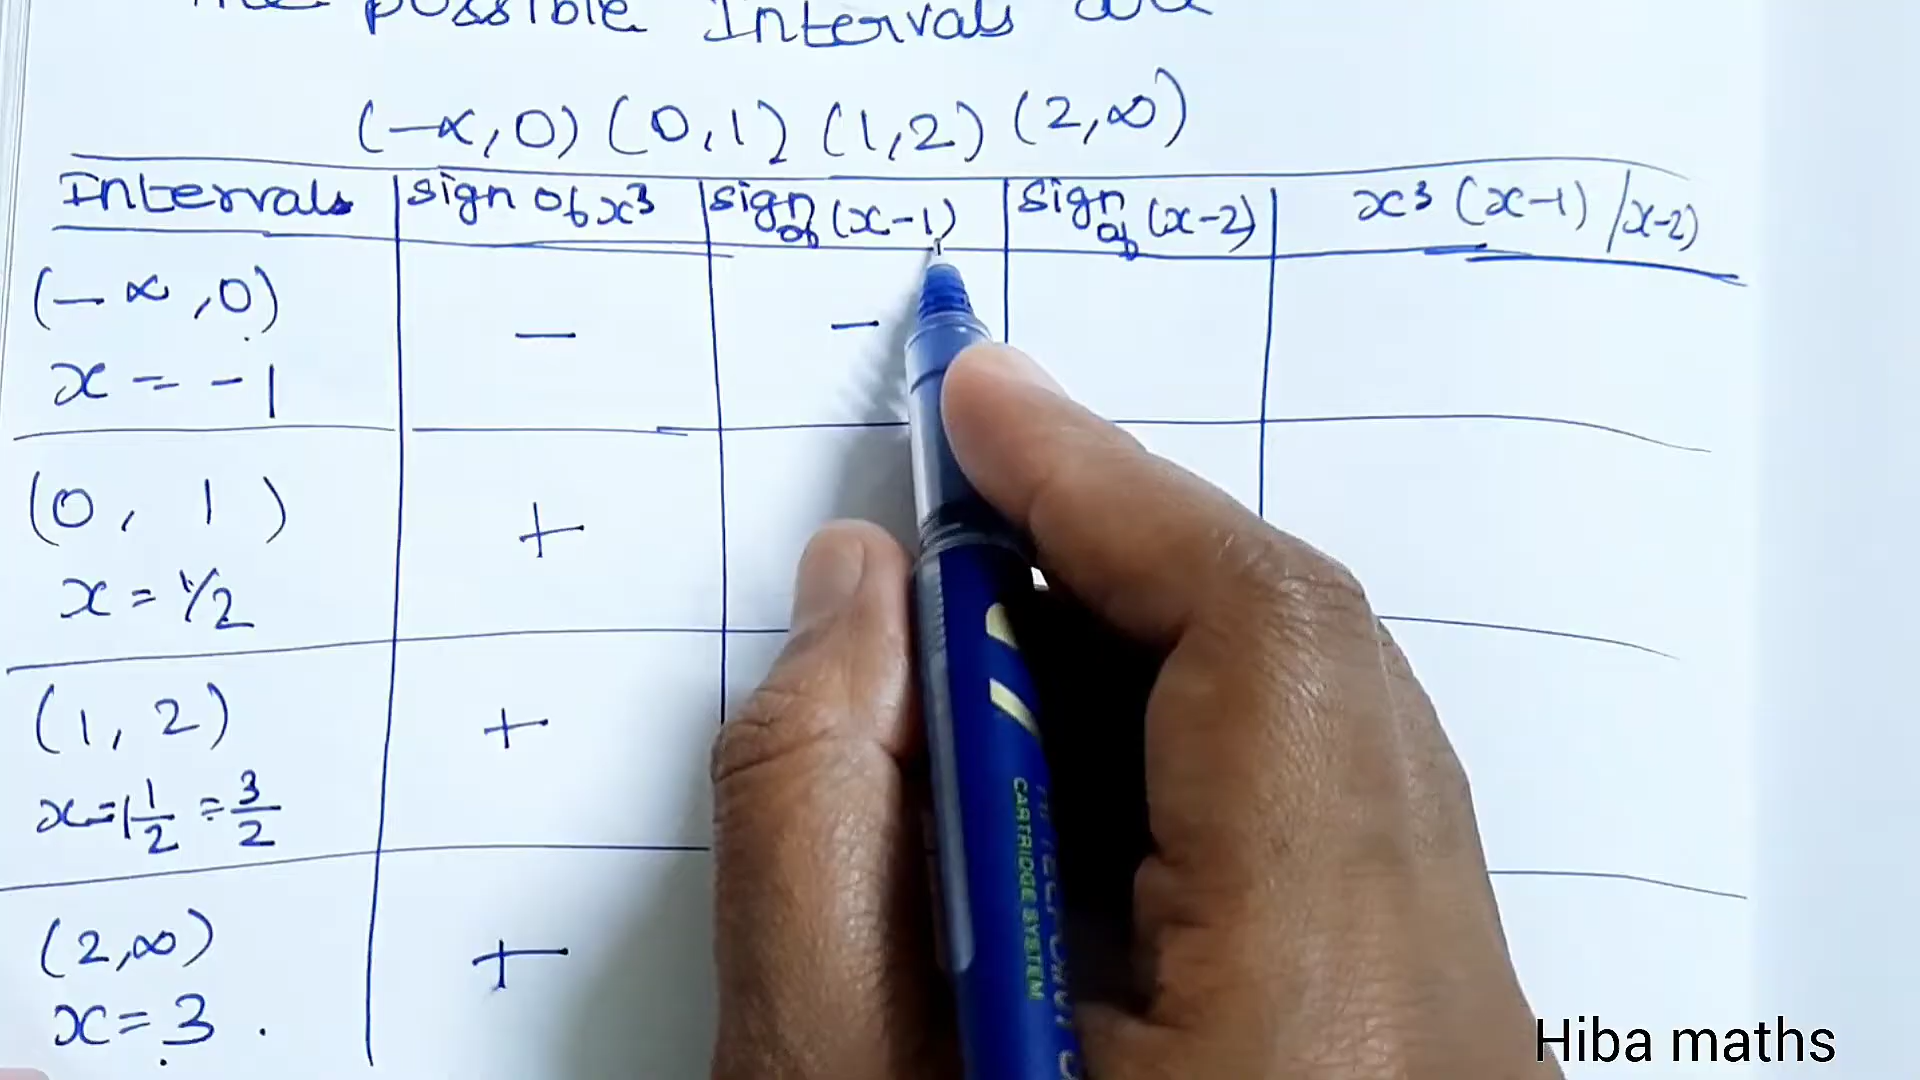 possible Intervals are
(-∝,0) (0,1) (1,2) (2,∞)
Intervals sign of x³ sign of (x-1) sign of (x-2) x³ (x-1) (x-2)
(-∝,0) - -
x = -1
(0, 1) +
x = 1/2
(1, 2) +
x = 1 1/2 = 3/2
(2,∞) +
x = 3.
CARTRIDGE SYSTEM
Hiba maths